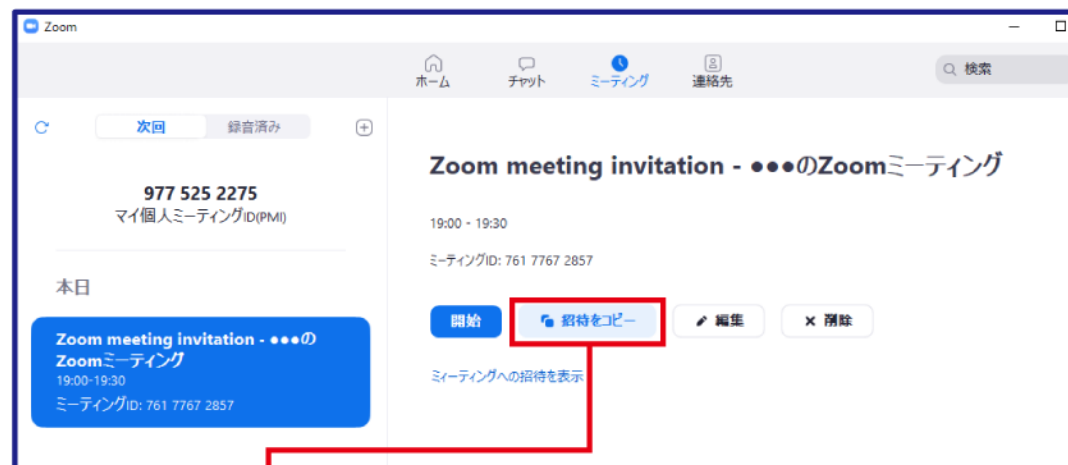 Zoom
ホーム
チャット
ミーティング
連絡先
検索
次回
録音済み
977 525 2275
マイ個人ミーティングID(PMI)
本日
Zoom meeting invitation - ●●●の
Zoomミーティング
19:00-19:30
ミーティングID: 761 7767 2857
Zoom meeting invitation - ●●●のZoomミーティング
19:00 - 19:30
ミーティングID: 761 7767 2857
開始
招待をコピー
編集
削除
ミィーティングへの招待を表示